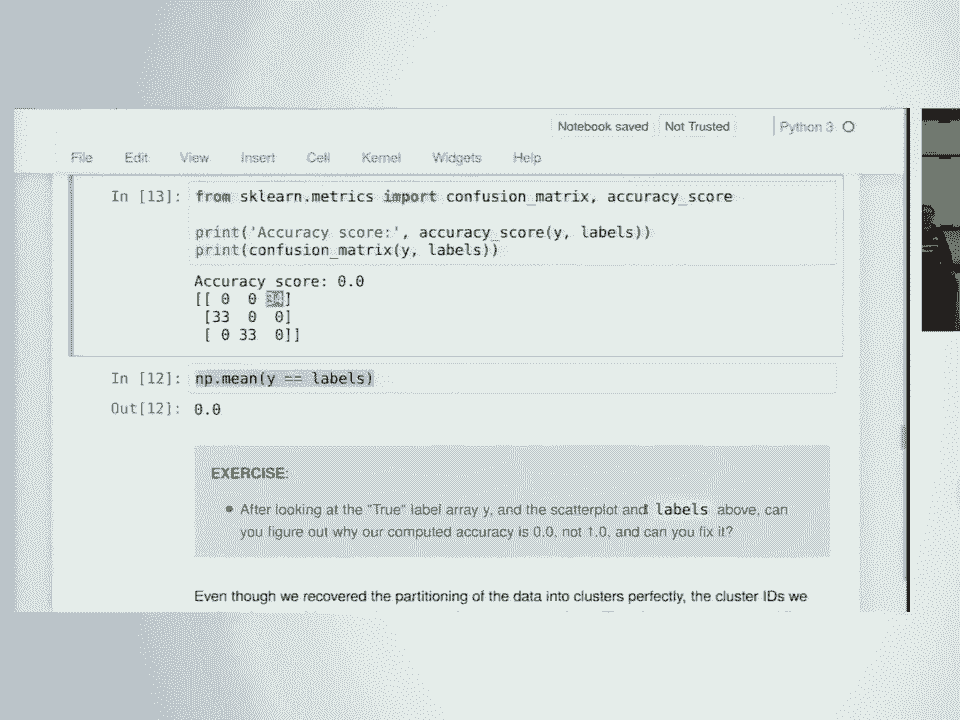 Notebook saved Not Trusted Python 3
File Edit View Insert Cell Kernel Widgets Help
In [13]: from sklearn.metrics import confusion_matrix, accuracy_score
print('Accuracy score:', accuracy_score(y, labels))
print(confusion_matrix(y, labels))
Accuracy score: 0.0
[[ 0 0 34]
[33 0 0]
[ 0 33 0]]
In [12]: np.mean(y == labels)
Out[12]: 0.0
EXERCISE:
• After looking at the "True" label array y, and the scatterplot and labels above, can
you figure out why our computed accuracy is 0.0, not 1.0, and can you fix it?
Even though we recovered the partitioning of the data into clusters perfectly, the cluster IDs we